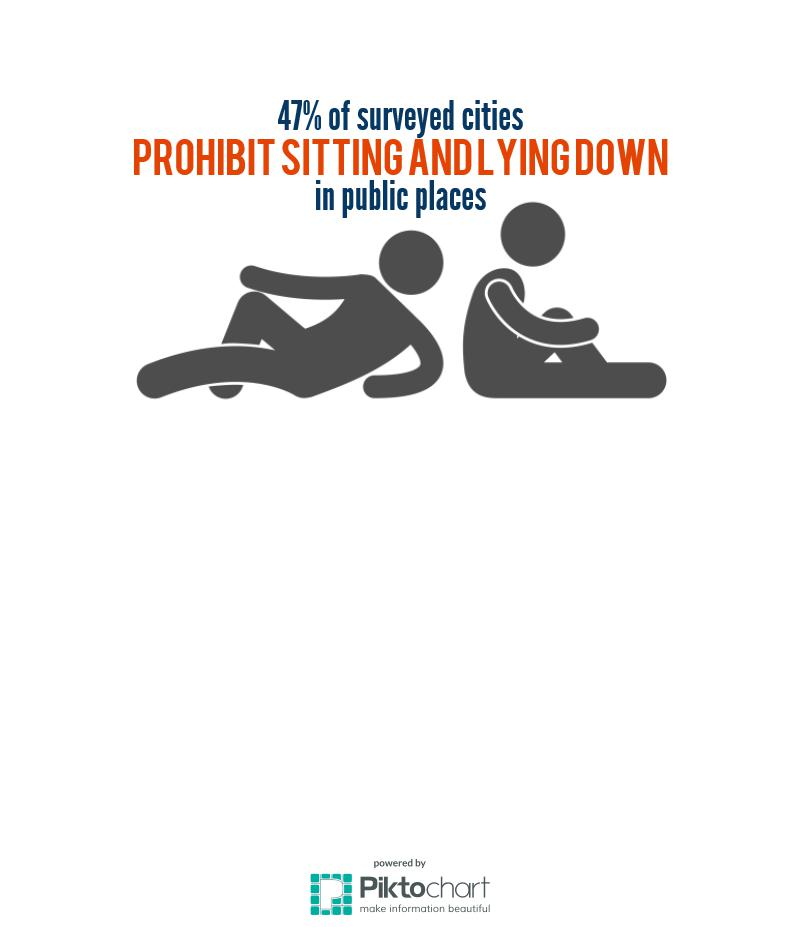 47% of surveyed cities
PROHIBIT SITTING AND LYING DOWN
in public places
powered by
Piktochart
make information beautiful